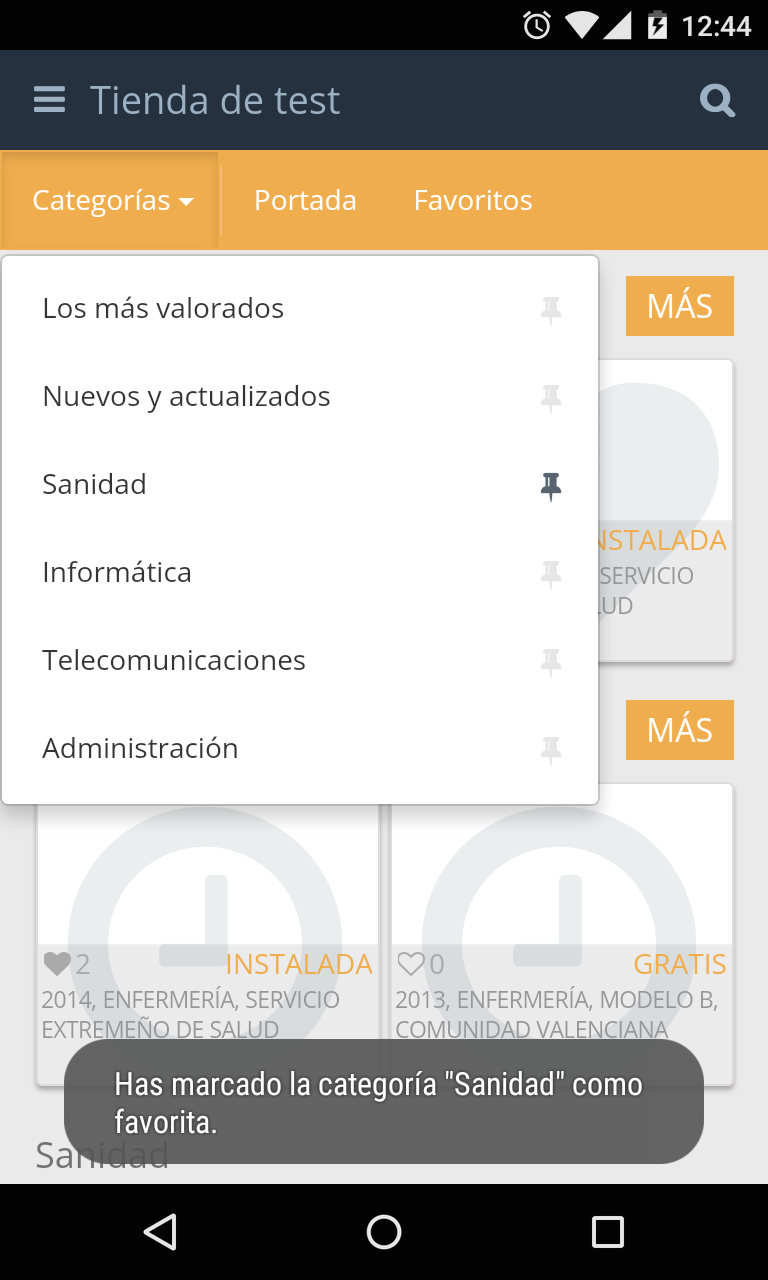 12:44
Tienda de test
Categorías
Portada
Favoritos
Los más valorados
MÁS
Nuevos y actualizados
Sanidad
INSTALADA
SERVICIO
Informática
Telecomunicaciones
MÁS
Administración
2
INSTALADA
0
GRATIS
2014, ENFERMERÍA, SERVICIO
EXTREMEÑO DE SALUD
2013, ENFERMERÍA, MODELO B,
COMUNIDAD VALENCIANA
Has marcado la categoría "Sanidad" como
favorita.
Sanidad